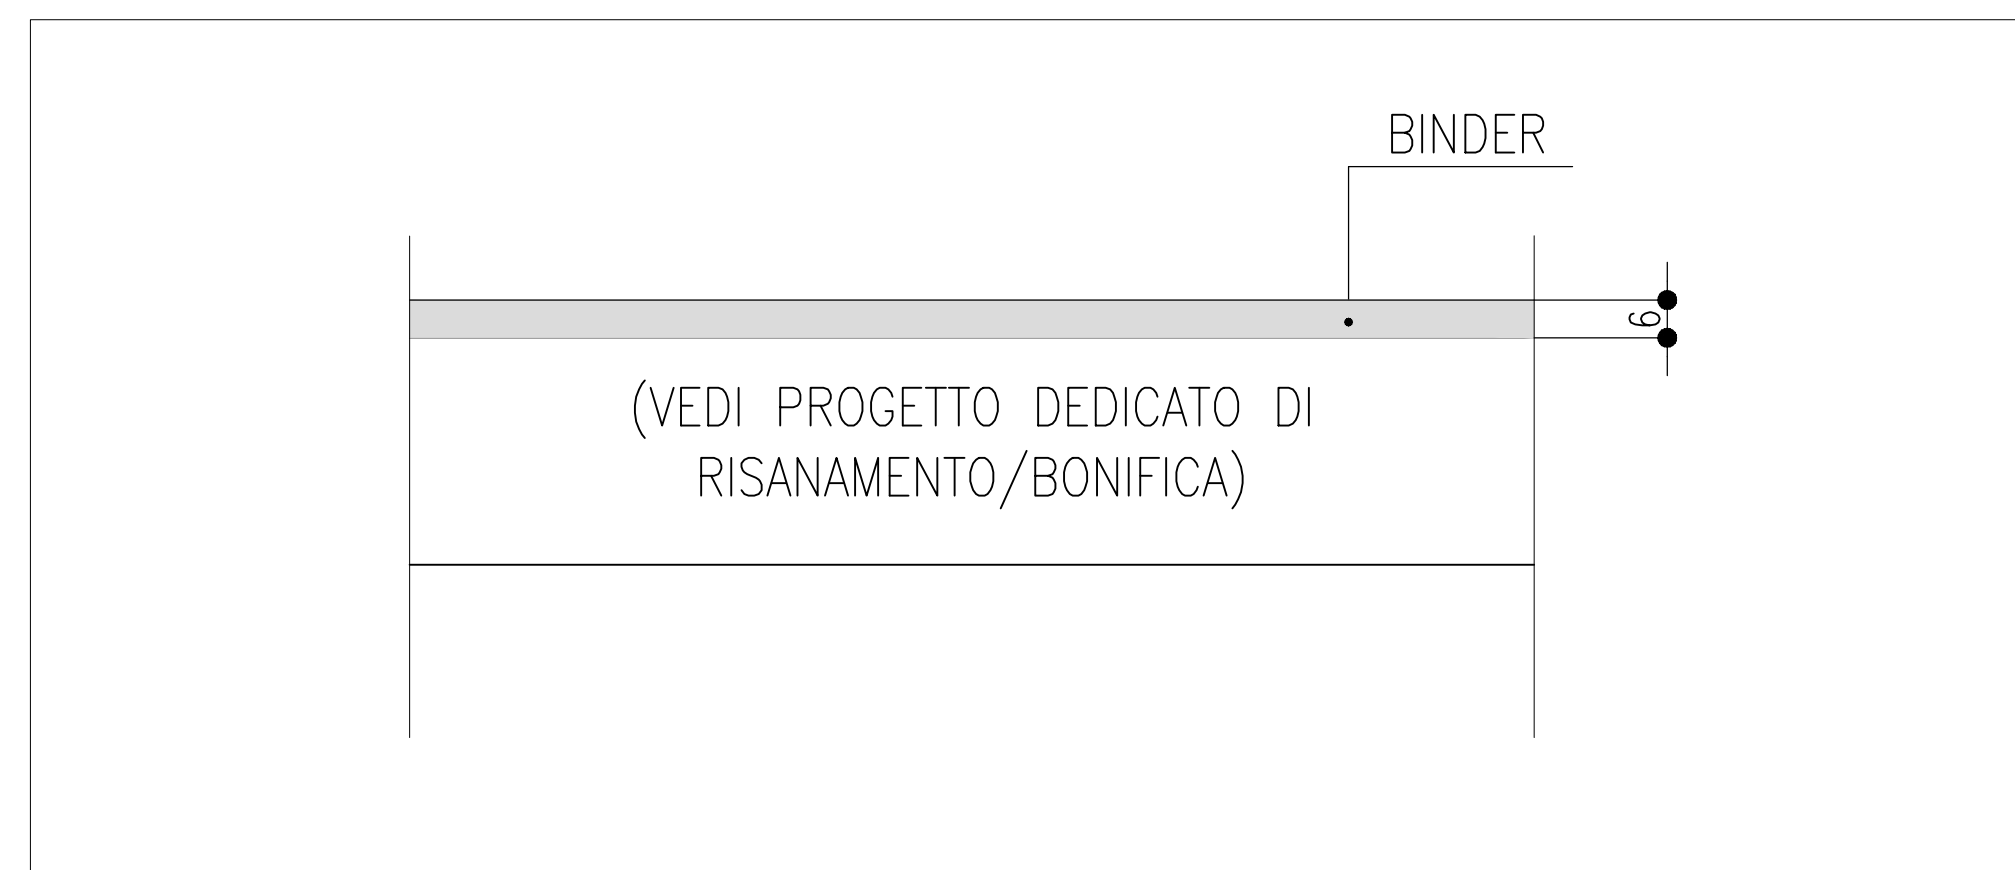 BINDER
6
(VEDI PROGETTO DEDICATO DI
RISANAMENTO/BONIFICA)